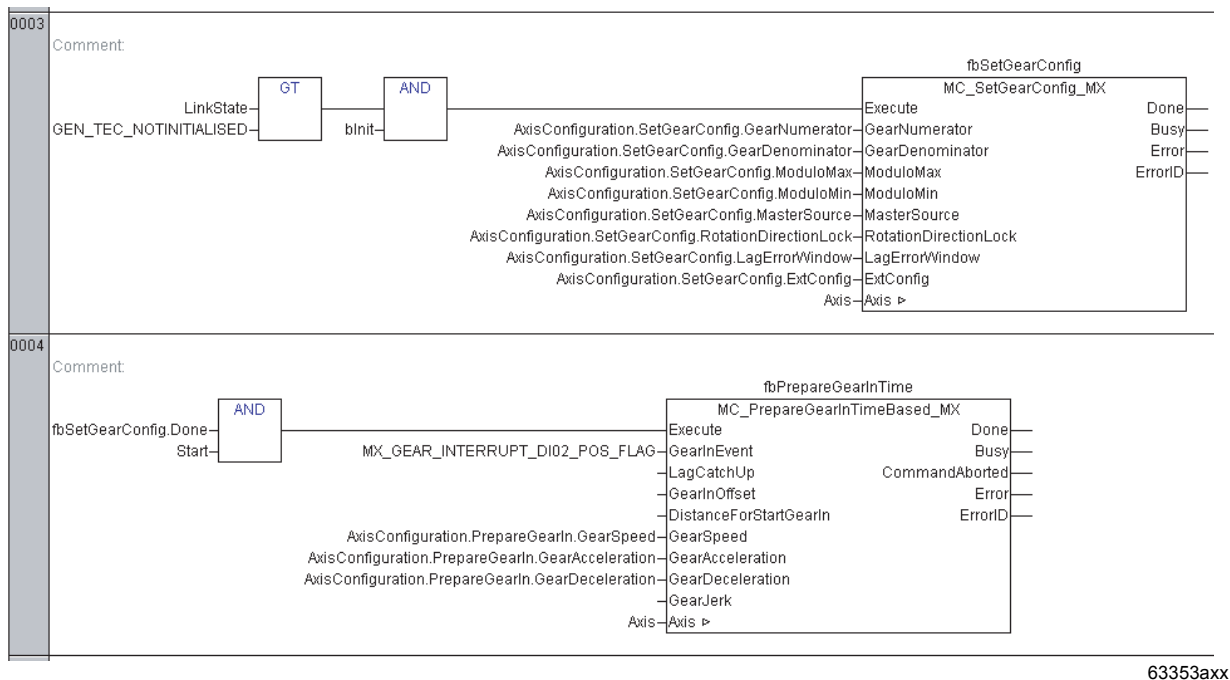 0003
Comment:
fbSetGearConfig
GT AND MC_SetGearConfig_MX
LinkState Execute Done
GEN_TEC_NOTINITIALISED bInit AxisConfiguration.SetGearConfig.GearNumerator GearNumerator Busy
AxisConfiguration.SetGearConfig.GearDenominator GearDenominator Error
AxisConfiguration.SetGearConfig.ModuloMax ModuloMax ErrorID
AxisConfiguration.SetGearConfig.ModuloMin ModuloMin
AxisConfiguration.SetGearConfig.MasterSource MasterSource
AxisConfiguration.SetGearConfig.RotationDirectionLock RotationDirectionLock
AxisConfiguration.SetGearConfig.LagErrorWindow LagErrorWindow
AxisConfiguration.SetGearConfig.ExtConfig ExtConfig
Axis Axis ▹
0004
Comment:
fbPrepareGearInTime
AND MC_PrepareGearInTimeBased_MX
fbSetGearConfig.Done Execute Done
Start MX_GEAR_INTERRUPT_DI02_POS_FLAG GearInEvent Busy
LagCatchUp CommandAborted
GearInOffset Error
DistanceForStartGearIn ErrorID
AxisConfiguration.PrepareGearIn.GearSpeed GearSpeed
AxisConfiguration.PrepareGearIn.GearAcceleration GearAcceleration
AxisConfiguration.PrepareGearIn.GearDeceleration GearDeceleration
GearJerk
Axis Axis ▹
63353axx